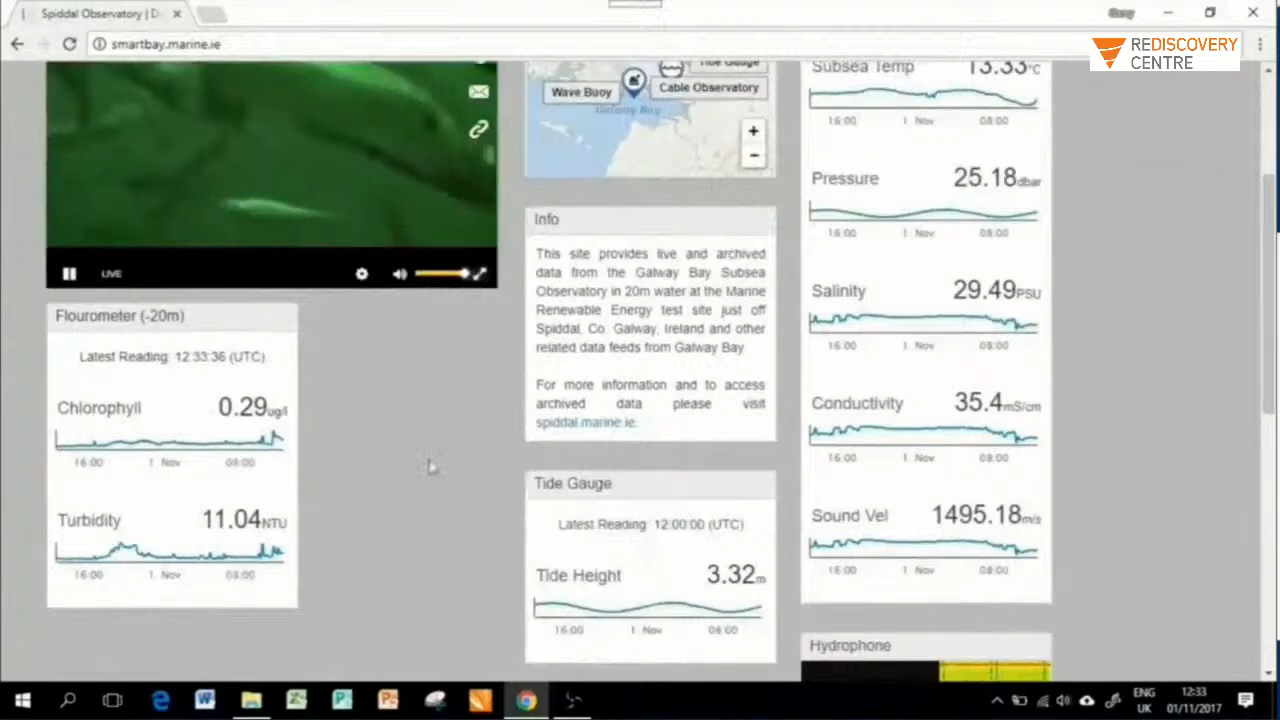 Spiddal Observatory | D
smartbay.marine.ie
REDISCOVERY
CENTRE
LIVE
Flourometer (-20m)
Latest Reading: 12:33:36 (UTC)
Chlorophyll 0.29ug/l
16:00 1. Nov 08:00
Turbidity 11.04NTU
16:00 1. Nov 08:00
Tide Gauge
Wave Buoy
Cable Observatory
Galway Bay
+
−
Info
This site provides live and archived
data from the Galway Bay Subsea
Observatory in 20m water at the Marine
Renewable Energy test site just off
Spiddal, Co. Galway, Ireland and other
related data feeds from Galway Bay
For more information and to access
archived data please visit
spiddal.marine.ie.
Tide Gauge
Latest Reading: 12:00:00 (UTC)
Tide Height 3.32m
16:00 1. Nov 08:00
Subsea Temp 13.33°C
16:00 1. Nov 08:00
Pressure 25.18dbar
16:00 1. Nov 08:00
Salinity 29.49PSU
16:00 1. Nov 08:00
Conductivity 35.4mS/cm
16:00 1. Nov 08:00
Sound Vel 1495.18m/s
16:00 1. Nov 08:00
Hydrophone
ENG
UK
12:33
01/11/2017